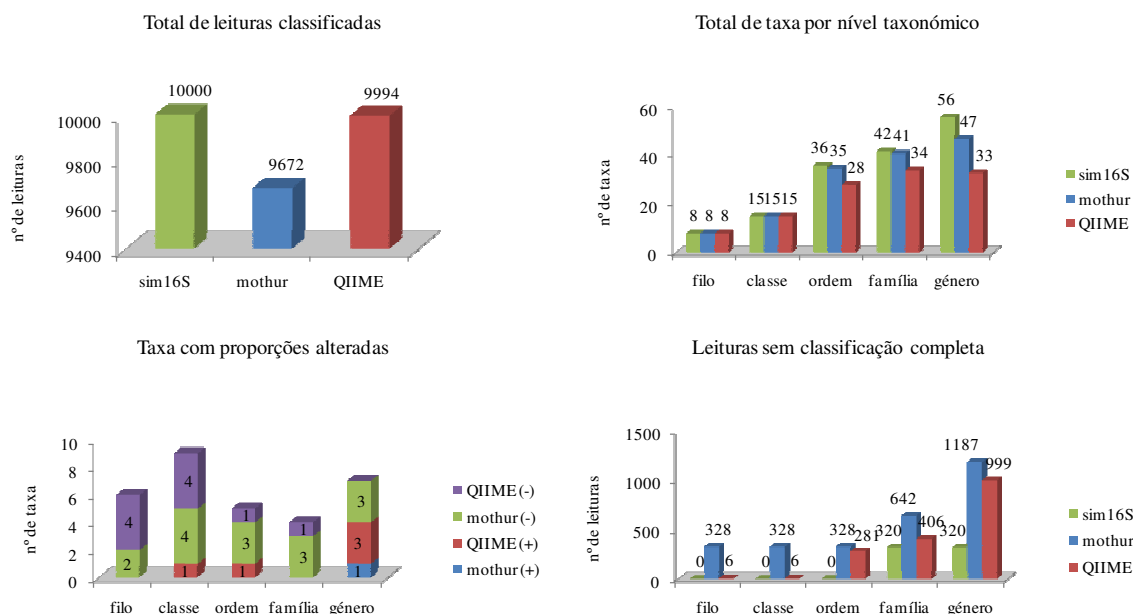 Total de leituras classificadas
10000
9994
9672
10000
9800
9600
9400
nº de leituras
sim16S
mothur
QIIME
Total de taxa por nível taxonómico
60
40
20
0
nº de taxa
8 8 8
15 15 15
36 35 28
42 41 34
56 47 33
filo
classe
ordem
família
género
sim16S
mothur
QIIME
Taxa com proporções alteradas
10
8
6
4
2
0
nº de taxa
4
2
4
4
1
1
3
1
1
3
3
3
1
filo
classe
ordem
família
género
QIIME (-)
mothur (-)
QIIME (+)
mothur (+)
Leituras sem classificação completa
1500
1000
500
0
nº de leituras
0 328 6
0 328 6
0 328 281
320 642 406
320 1187 999
filo
classe
ordem
família
género
sim16S
mothur
QIIME